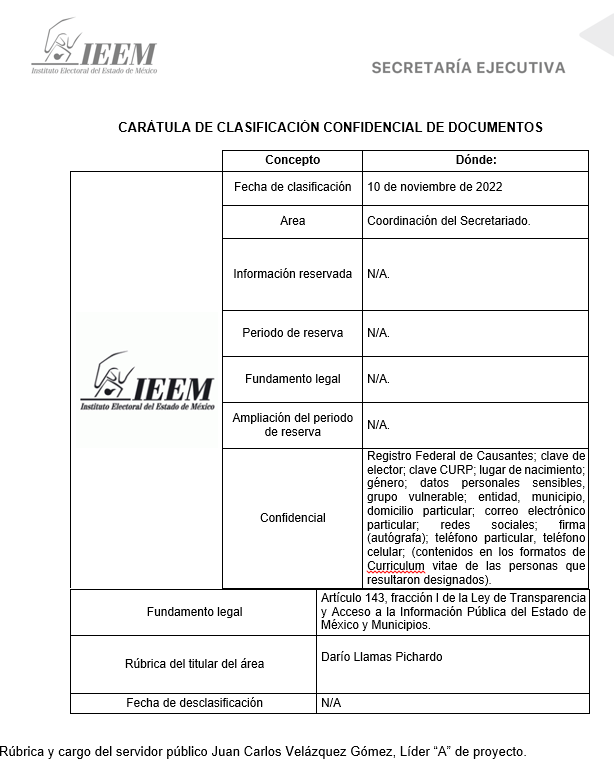 IEEM
Instituto Electoral del Estado de México
SECRETARÍA EJECUTIVA
CARÁTULA DE CLASIFICACIÓN CONFIDENCIAL DE DOCUMENTOS
Concepto
Dónde:
Fecha de clasificación
10 de noviembre de 2022
Area
Coordinación del Secretariado.
Información reservada
N/A.
Periodo de reserva
N/A.
IEEM
Instituto Electoral del Estado de México
Fundamento legal
N/A.
Ampliación del periodo
de reserva
N/A.
Confidencial
Registro Federal de Causantes; clave de
elector; clave CURP; lugar de nacimiento;
género; datos personales sensibles,
grupo vulnerable; entidad, municipio,
domicilio particular; correo electrónico
particular; redes sociales; firma
(autógrafa); teléfono particular, teléfono
celular; (contenidos en los formatos de
Curriculum vitae de las personas que
resultaron designados).
Fundamento legal
Artículo 143, fracción I de la Ley de Transparencia
y Acceso a la Información Pública del Estado de
México y Municipios.
Rúbrica del titular del área
Darío Llamas Pichardo
Fecha de desclasificación
N/A
Rúbrica y cargo del servidor público Juan Carlos Velázquez Gómez, Líder “A” de proyecto.